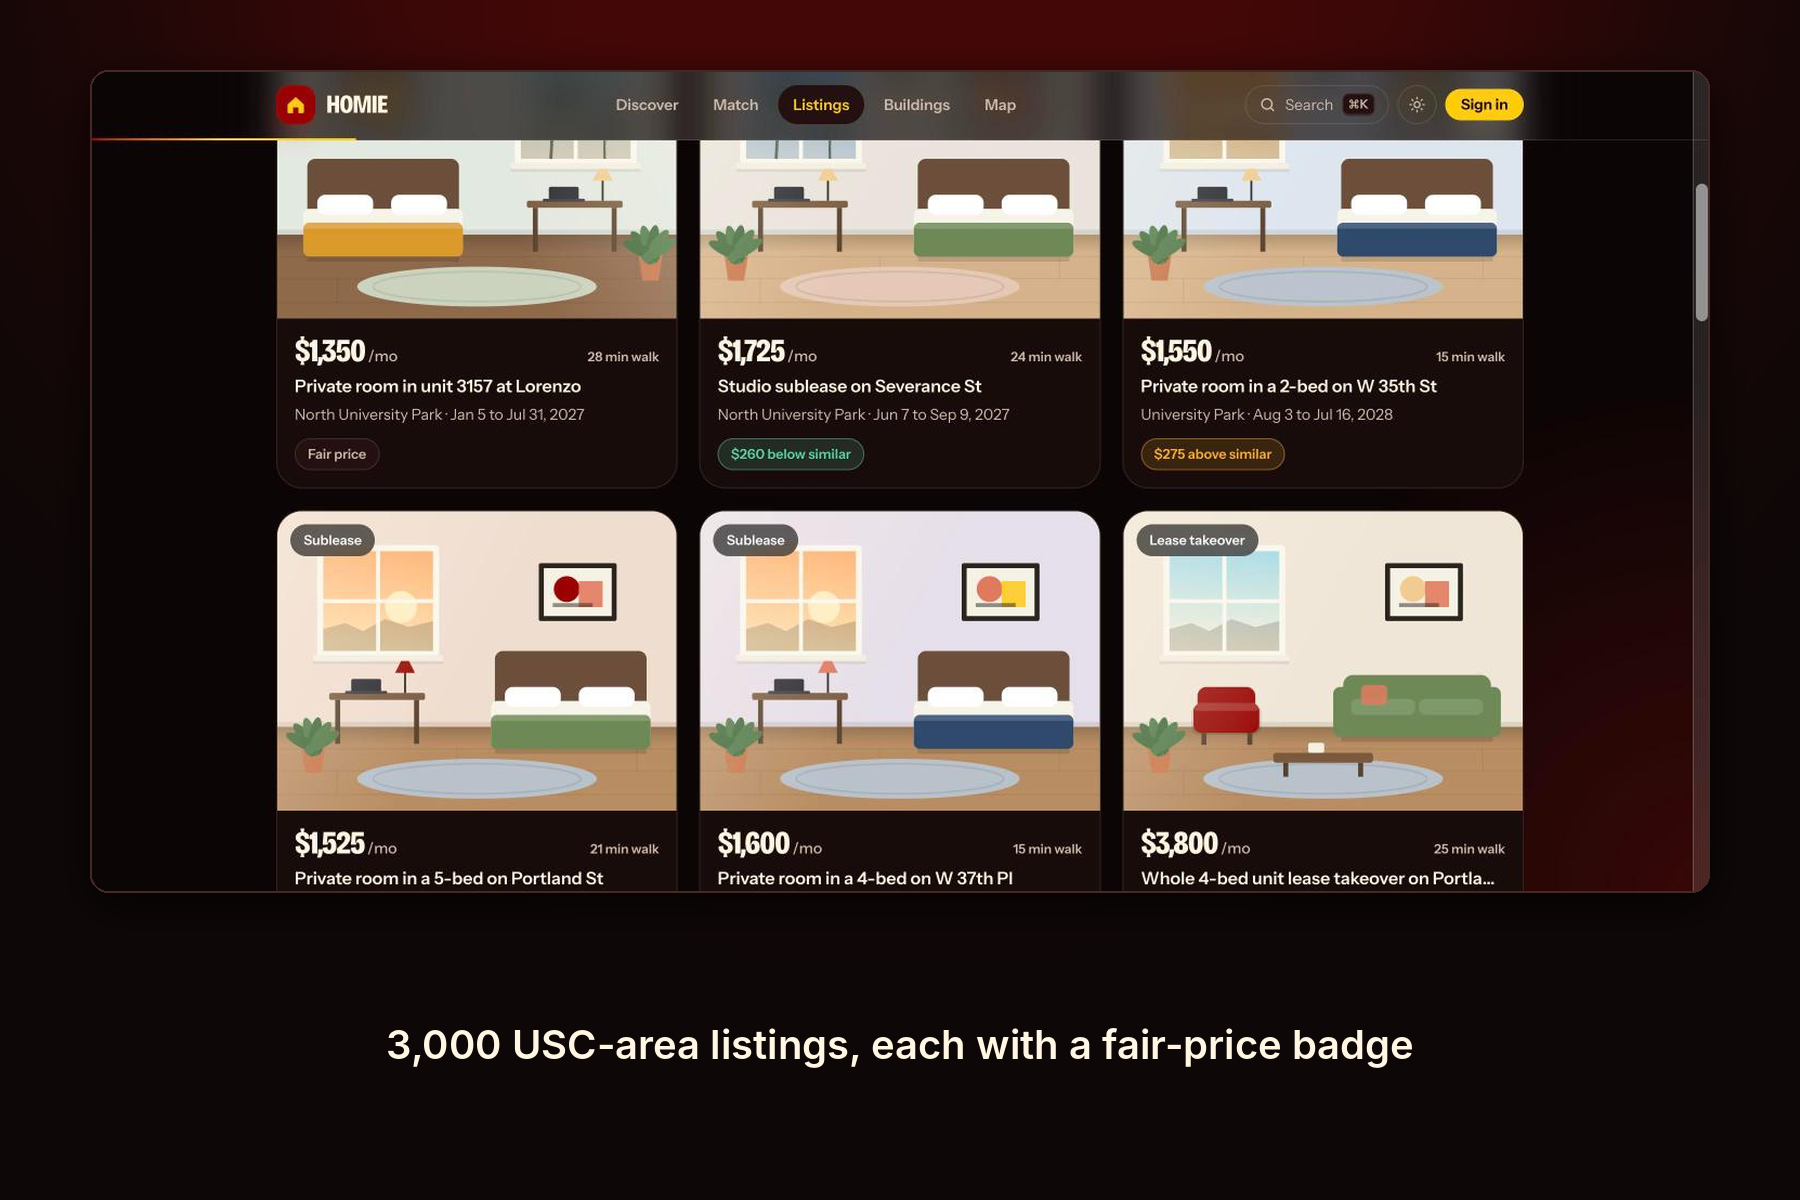 HOMIE
Discover
Match
Listings
Buildings
Map
Search ⌘K
Sign in
$1,350 /mo
28 min walk
Private room in unit 3157 at Lorenzo
North University Park · Jan 5 to Jul 31, 2027
Fair price
$1,725 /mo
24 min walk
Studio sublease on Severance St
North University Park · Jun 7 to Sep 9, 2027
$260 below similar
$1,550 /mo
15 min walk
Private room in a 2-bed on W 35th St
University Park · Aug 3 to Jul 16, 2028
$275 above similar
Sublease
$1,525 /mo
21 min walk
Private room in a 5-bed on Portland St
Sublease
$1,600 /mo
15 min walk
Private room in a 4-bed on W 37th Pl
Lease takeover
$3,800 /mo
25 min walk
Whole 4-bed unit lease takeover on Portla...
3,000 USC-area listings, each with a fair-price badge